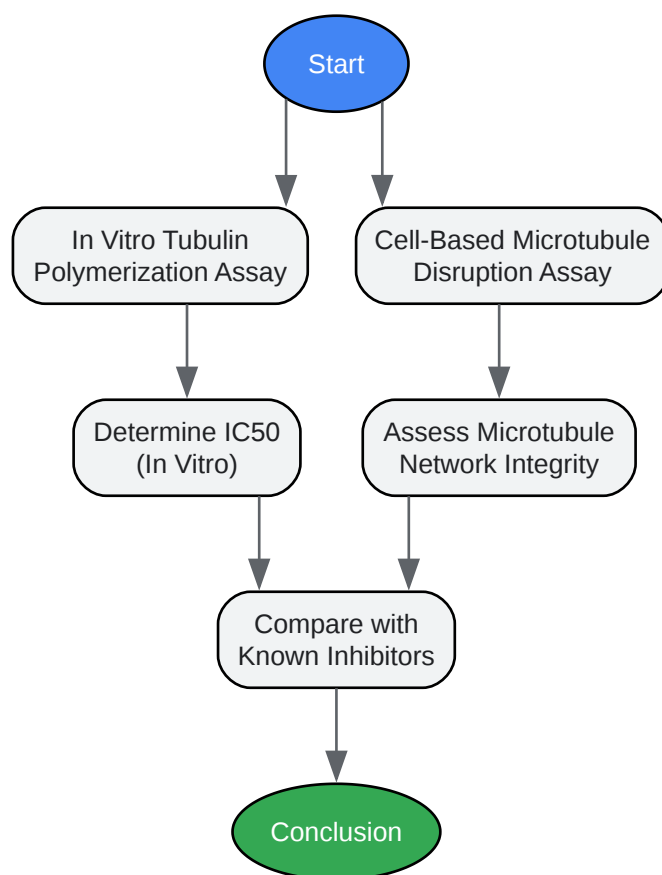 Start
In Vitro Tubulin
Polymerization Assay
Cell-Based Microtubule
Disruption Assay
Determine IC50
(In Vitro)
Assess Microtubule
Network Integrity
Compare with
Known Inhibitors
Conclusion